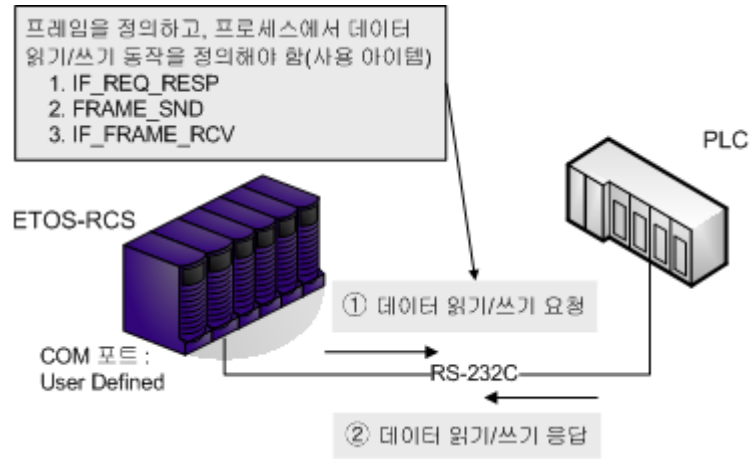 프레임을 정의하고, 프로세스에서 데이터
읽기/쓰기 동작을 정의해야 함(사용 아이템)
1. IF_REQ_RESP
2. FRAME_SND
3. IF_FRAME_RCV
PLC
ETOS-RCS
① 데이터 읽기/쓰기 요청
COM 포트 :
User Defined
RS-232C
② 데이터 읽기/쓰기 응답